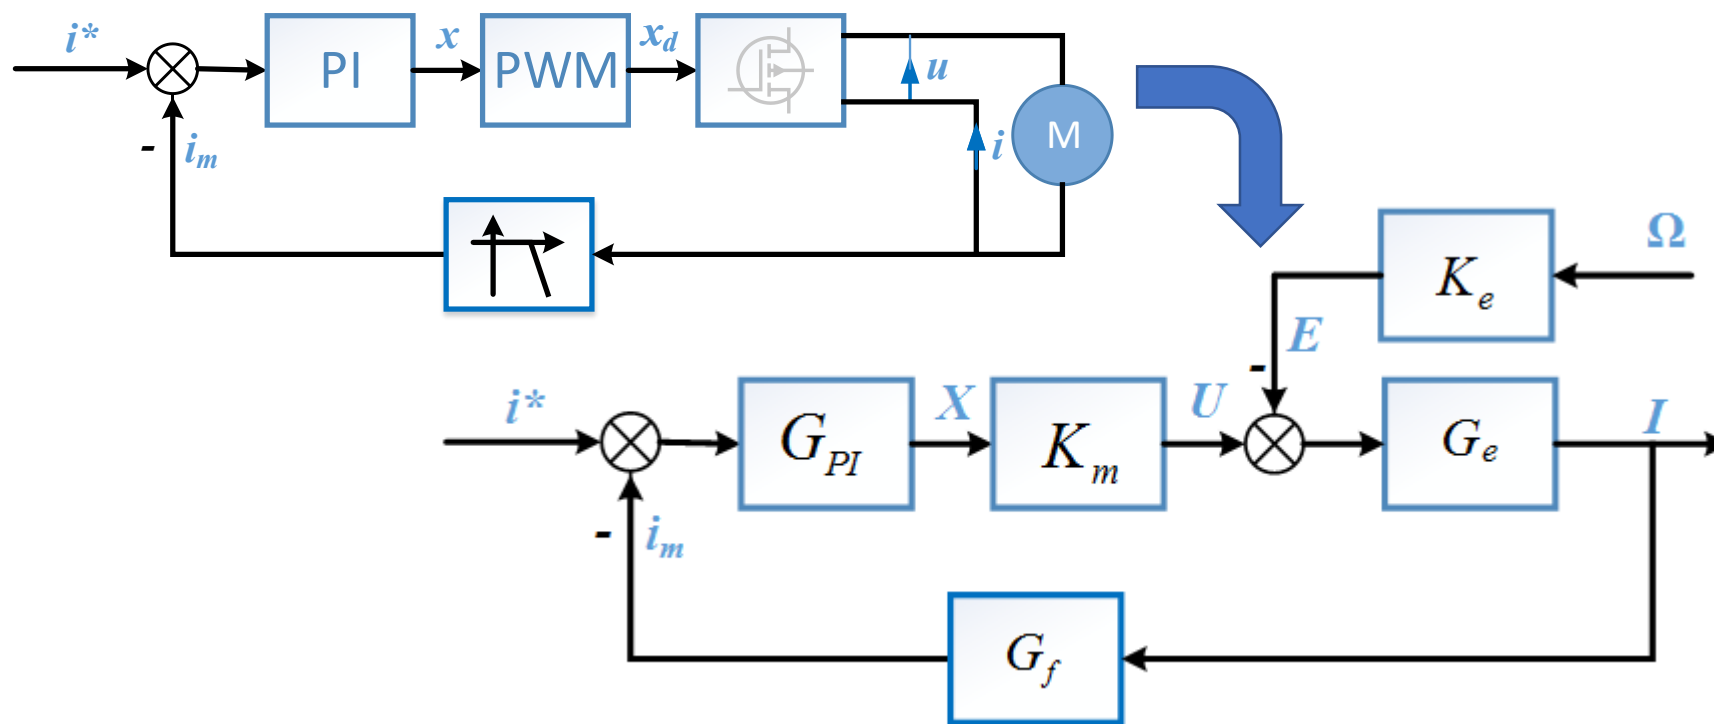 i* PI x PWM x_d u
i_m i M
K_e Ω
E
i* G_PI X K_m U G_e I
- i_m
-
-
G_f